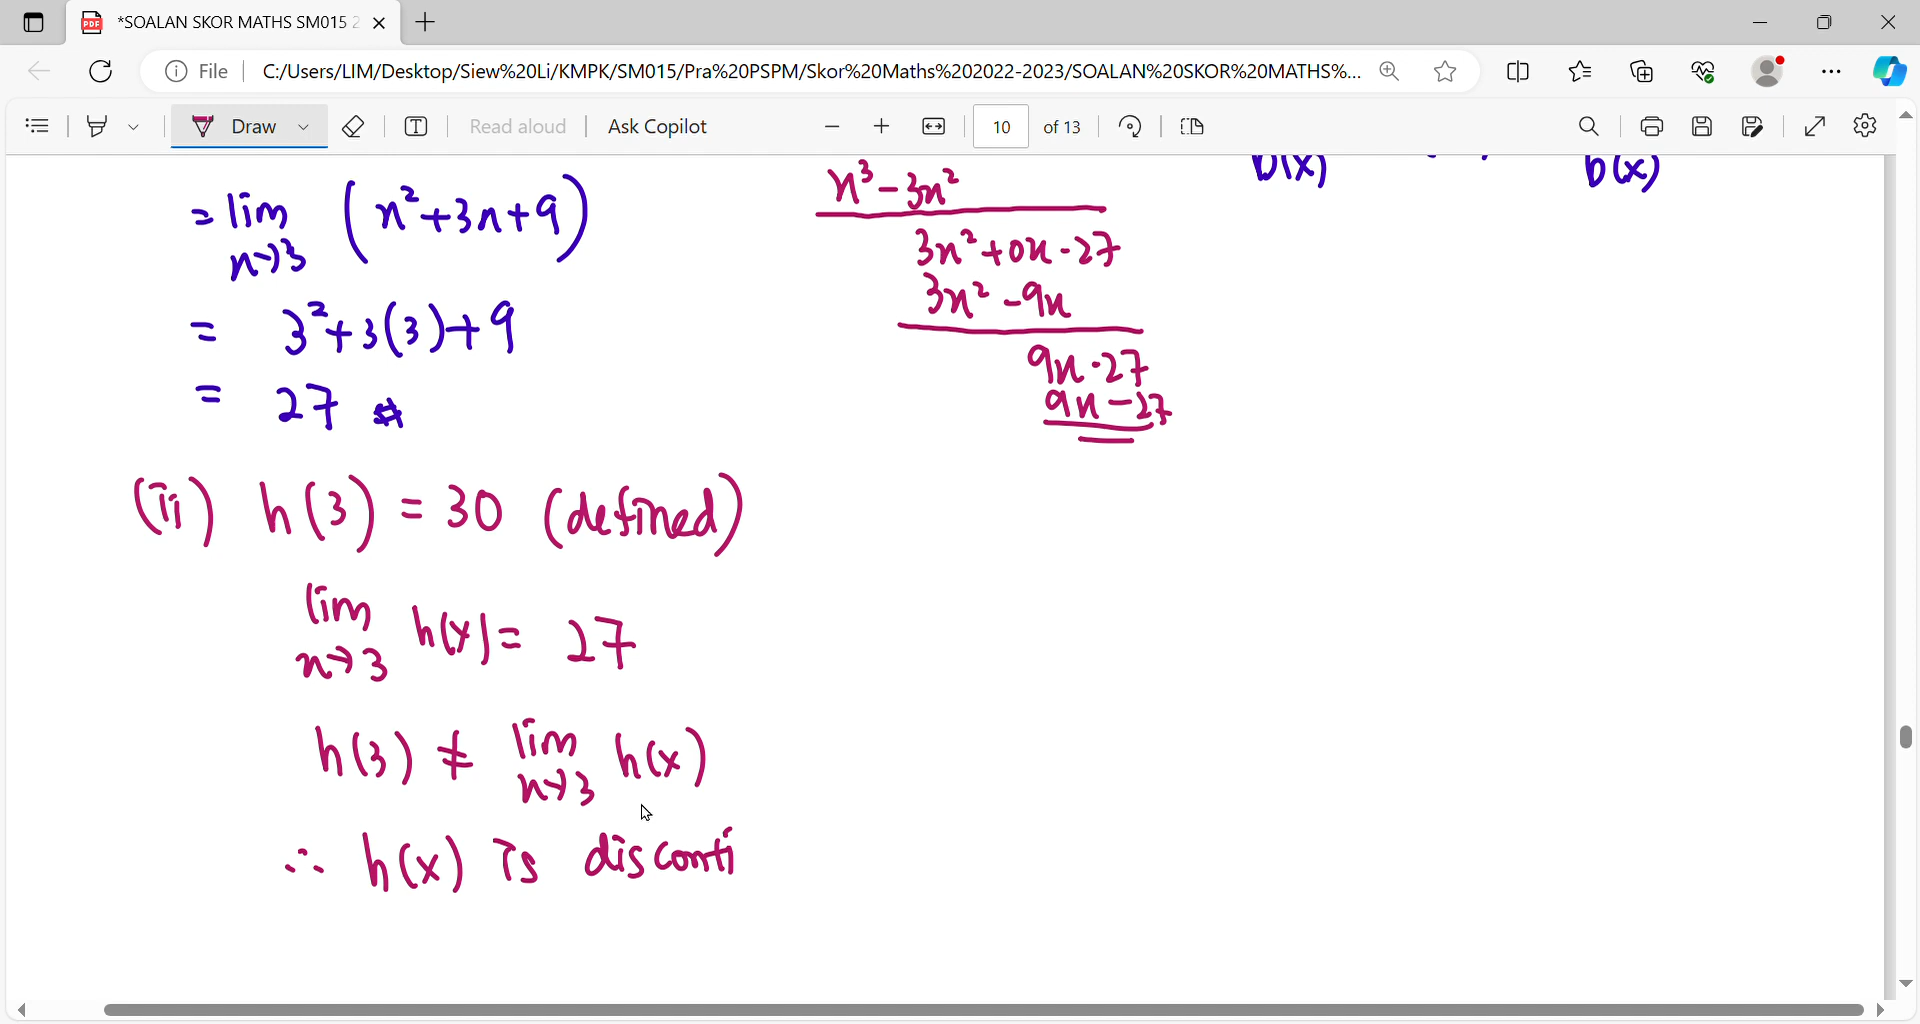 *SOALAN SKOR MATHS SM015 2
File
C:/Users/LIM/Desktop/Siew%20Li/KMPK/SM015/Pra%20PSPM/Skor%20Maths%202022-2023/SOALAN%20SKOR%20MATHS%...
Draw
Read aloud
Ask Copilot
10 of 13
= lim (x²+3x+9)
x→3
= 3²+3(3)+9
= 27 #
x³-3x²
3x²+0x-27
3x²-9x
9x-27
9x-27
b(x)
b(x)
(ii) h(3) = 30 (defined)
lim h(x) = 27
x→3
h(3) ≠ lim h(x)
x→3
∴ h(x) is disconti